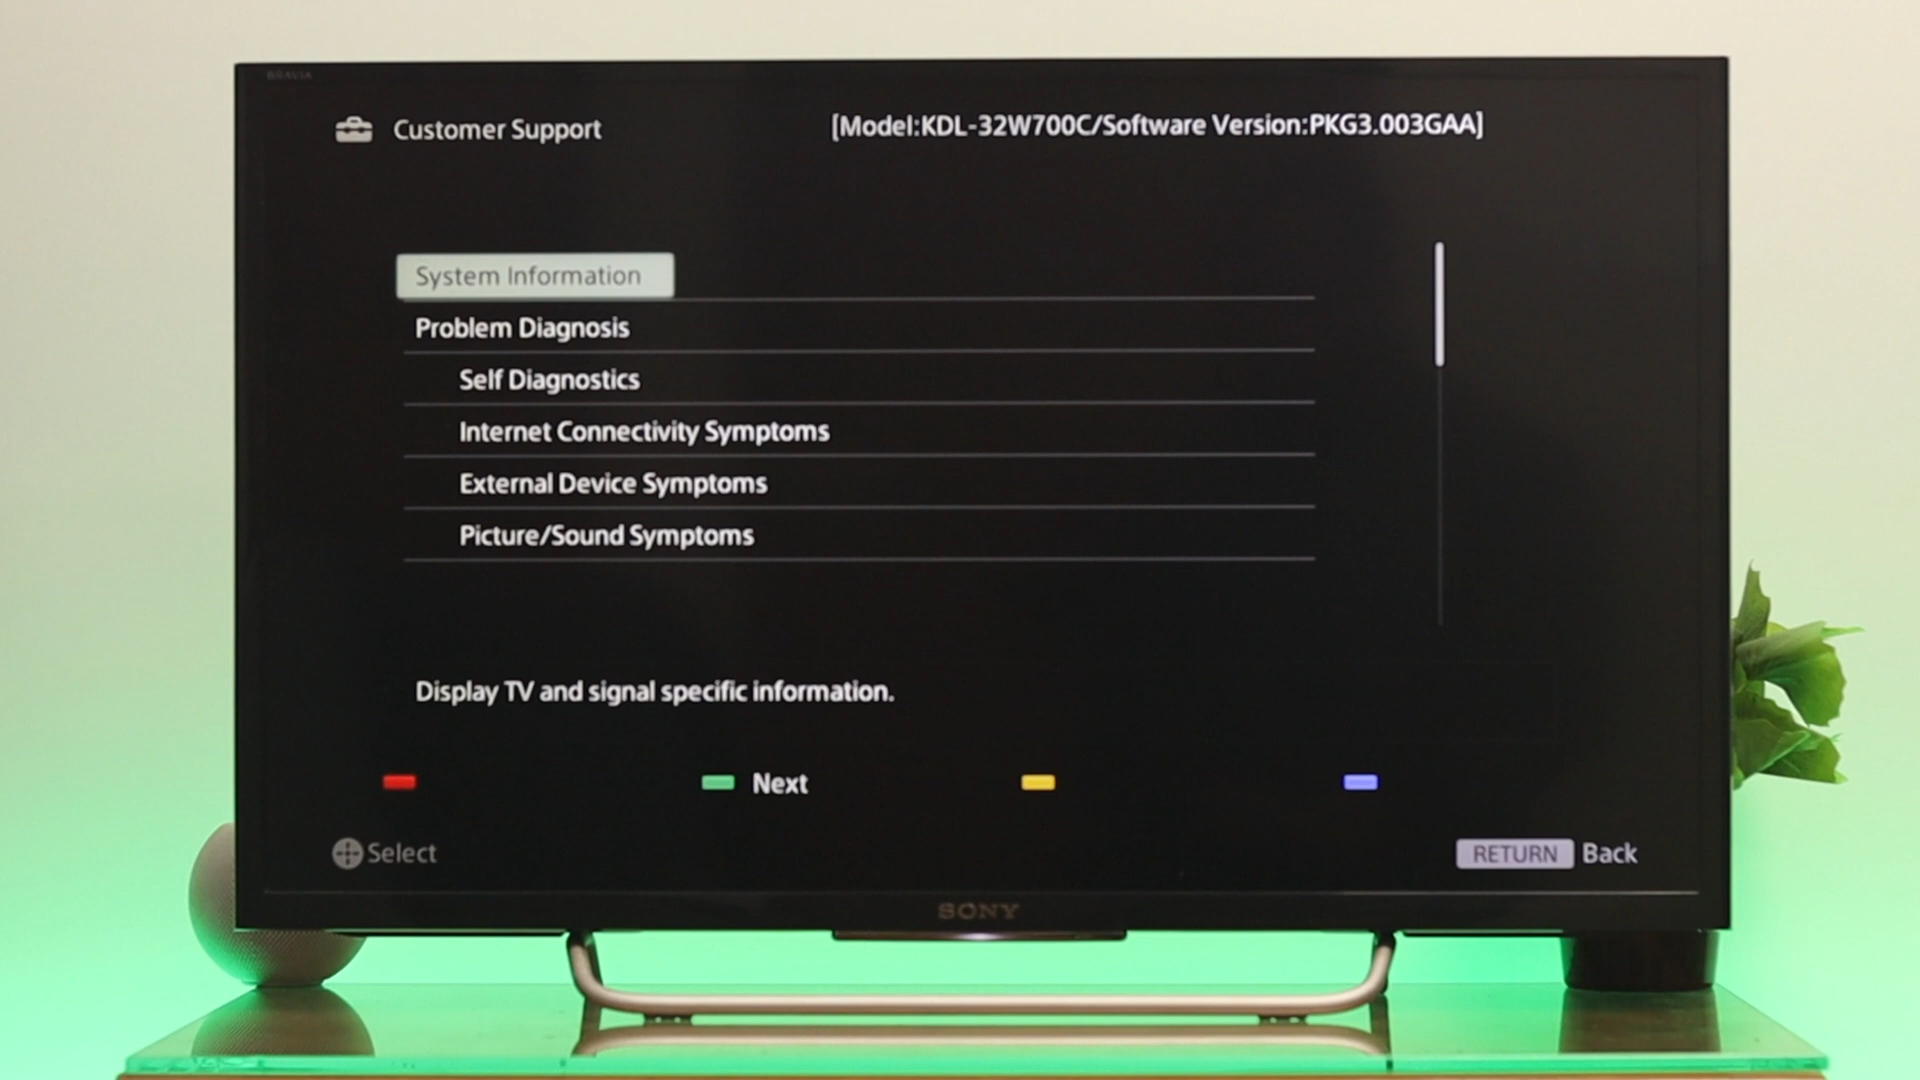 BRAVIA
Customer Support
[Model:KDL-32W700C/Software Version:PKG3.003GAA]
System Information
Problem Diagnosis
Self Diagnostics
Internet Connectivity Symptoms
External Device Symptoms
Picture/Sound Symptoms
Display TV and signal specific information.
Next
Select
RETURN Back
SONY